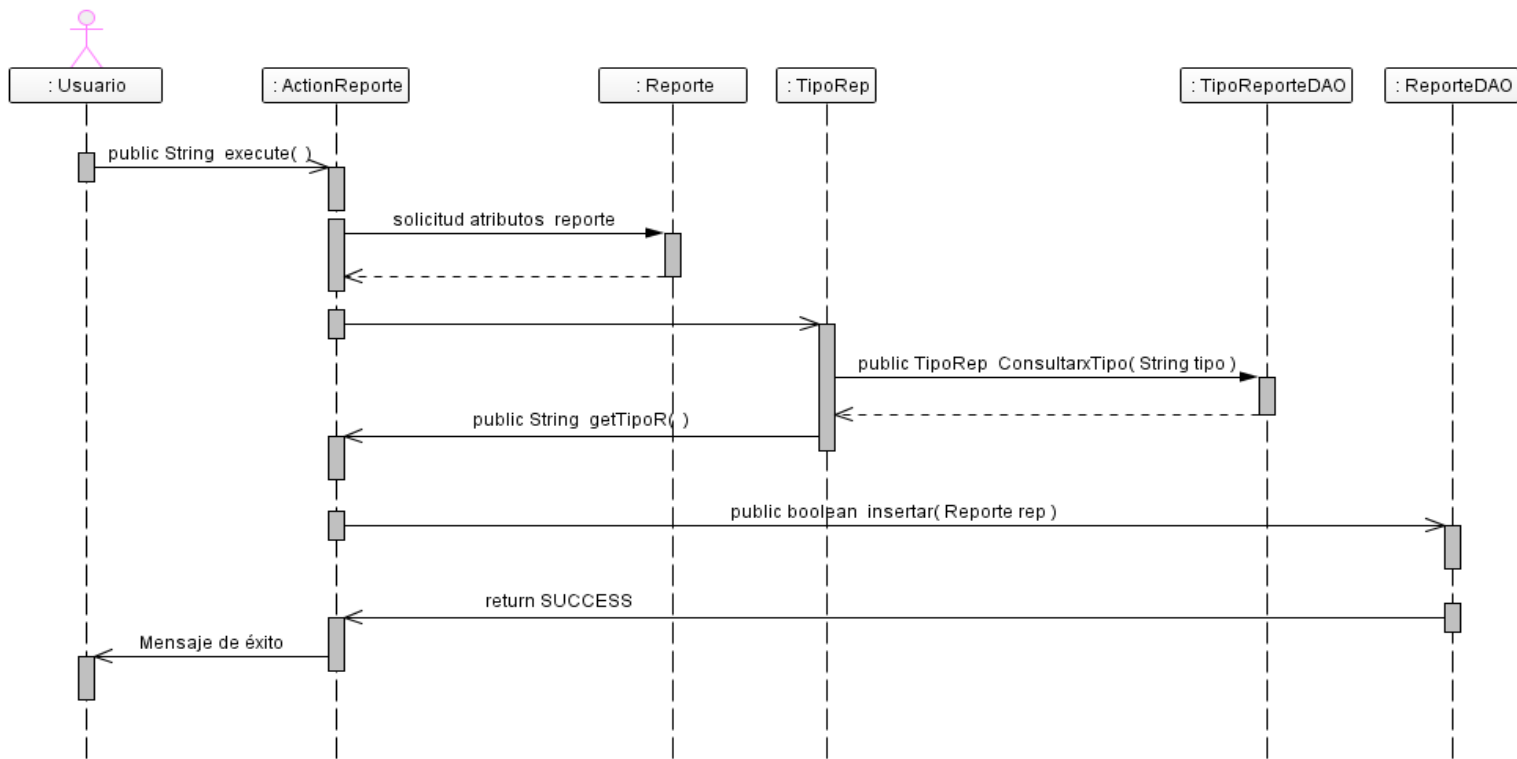 : Usuario
: ActionReporte
: Reporte
: TipoRep
: TipoReporteDAO
: ReporteDAO
public String execute( )
solicitud atributos reporte
public TipoRep ConsultarxTipo( String tipo )
public String getTipoR( )
public boolean insertar( Reporte rep )
return SUCCESS
Mensaje de éxito